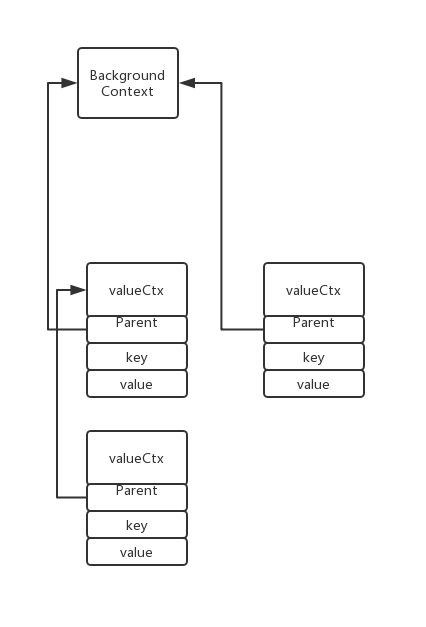 Background
Context
valueCtx
Parent
key
value
valueCtx
Parent
key
value
valueCtx
Parent
key
value